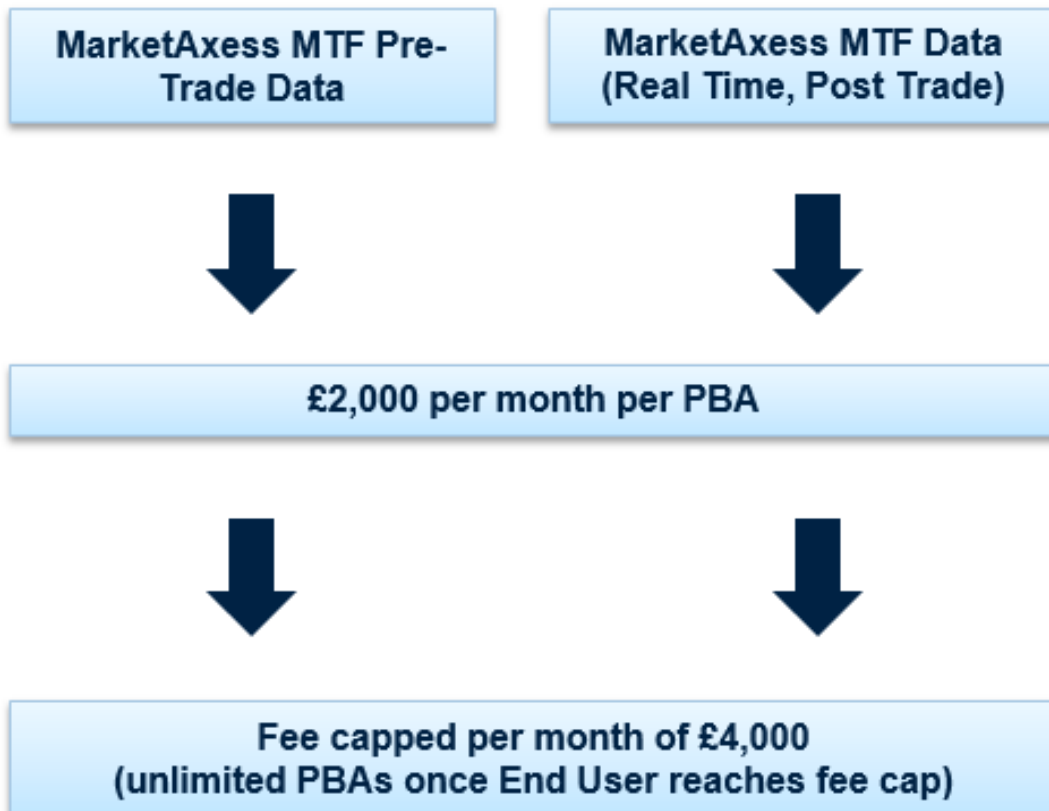 MarketAxess MTF Pre-
Trade Data
MarketAxess MTF Data
(Real Time, Post Trade)
£2,000 per month per PBA
Fee capped per month of £4,000
(unlimited PBAs once End User reaches fee cap)